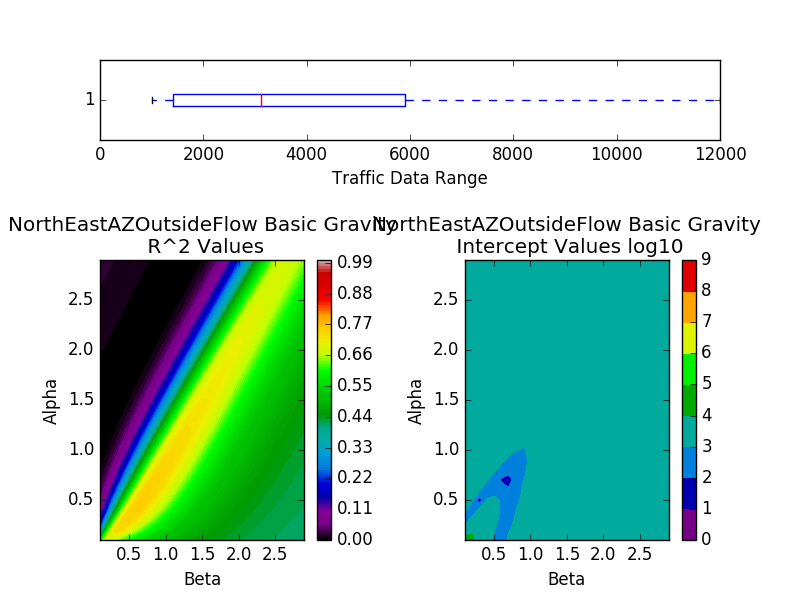 1
0 2000 4000 6000 8000 10000 12000
Traffic Data Range
NorthEastAZOutsideFlow Basic Gravity
R^2 Values
2.5
2.0
1.5
1.0
0.5
Alpha
0.5 1.0 1.5 2.0 2.5
Beta
0.99
0.88
0.77
0.66
0.55
0.44
0.33
0.22
0.11
0.00
NorthEastAZOutsideFlow Basic Gravity
Intercept Values log10
2.5
2.0
1.5
1.0
0.5
Alpha
0.5 1.0 1.5 2.0 2.5
Beta
9
8
7
6
5
4
3
2
1
0